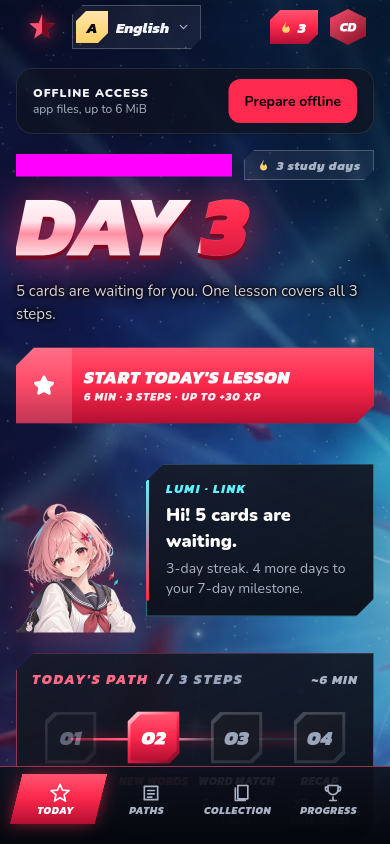 A English
3
CD
OFFLINE ACCESS
app files, up to 6 MiB
Prepare offline
3 study days
DAY 3
5 cards are waiting for you. One lesson covers all 3
steps.
START TODAY'S LESSON
6 MIN · 3 STEPS · UP TO +30 XP
LUMI · LINK
Hi! 5 cards are
waiting.
3-day streak. 4 more days to
your 7-day milestone.
TODAY'S PATH // 3 STEPS
~6 MIN
01 02 03 04
NEW WORDS WORD MATCH RECAP
TODAY PATHS COLLECTION PROGRESS